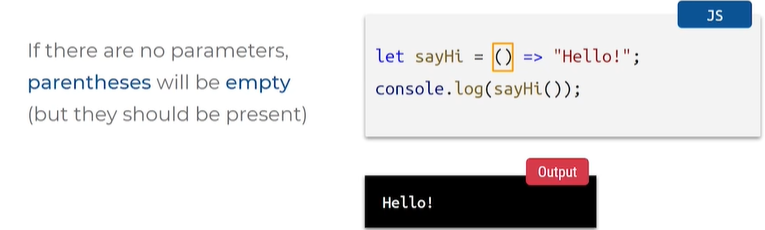 If there are no parameters,
parentheses will be empty
(but they should be present)
JS
let sayHi = () => "Hello!";
console.log(sayHi());
Output
Hello!